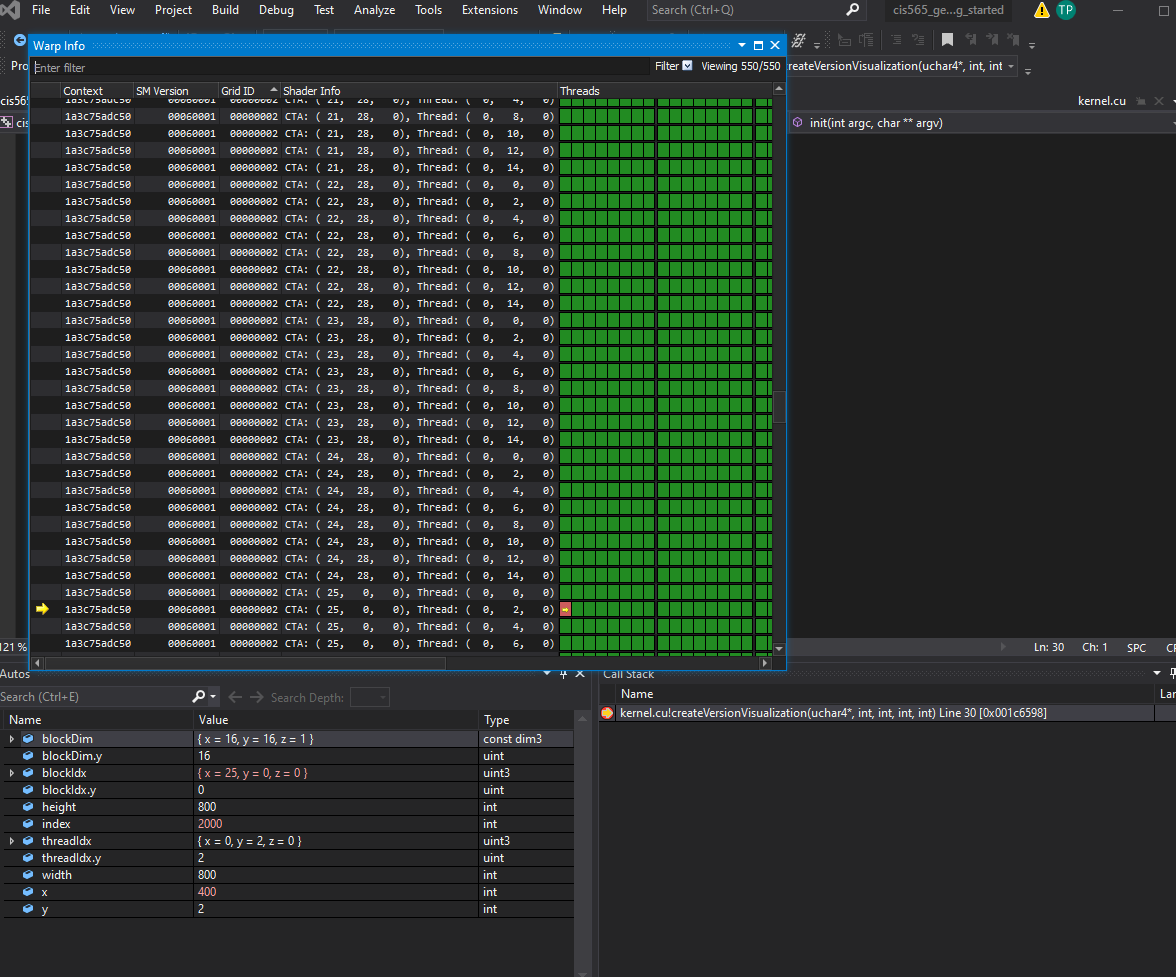 File Edit View Project Build Debug Test Analyze Tools Extensions Window Help Search (Ctrl+Q) cis565_ge...g_started TP
Warp Info
Enter filter Filter Viewing 550/550 createVersionVisualization(uchar4*, int, int
Context SM Version Grid ID Shader Info Threads
kernel.cu
init(int argc, char ** argv)
1a3c75adc50 00060001 00000002 CTA: ( 21, 28, 0), Thread: ( 0, 4, 0)
1a3c75adc50 00060001 00000002 CTA: ( 21, 28, 0), Thread: ( 0, 8, 0)
1a3c75adc50 00060001 00000002 CTA: ( 21, 28, 0), Thread: ( 0, 10, 0)
1a3c75adc50 00060001 00000002 CTA: ( 21, 28, 0), Thread: ( 0, 12, 0)
1a3c75adc50 00060001 00000002 CTA: ( 21, 28, 0), Thread: ( 0, 14, 0)
1a3c75adc50 00060001 00000002 CTA: ( 22, 28, 0), Thread: ( 0, 0, 0)
1a3c75adc50 00060001 00000002 CTA: ( 22, 28, 0), Thread: ( 0, 2, 0)
1a3c75adc50 00060001 00000002 CTA: ( 22, 28, 0), Thread: ( 0, 4, 0)
1a3c75adc50 00060001 00000002 CTA: ( 22, 28, 0), Thread: ( 0, 6, 0)
1a3c75adc50 00060001 00000002 CTA: ( 22, 28, 0), Thread: ( 0, 8, 0)
1a3c75adc50 00060001 00000002 CTA: ( 22, 28, 0), Thread: ( 0, 10, 0)
1a3c75adc50 00060001 00000002 CTA: ( 22, 28, 0), Thread: ( 0, 12, 0)
1a3c75adc50 00060001 00000002 CTA: ( 22, 28, 0), Thread: ( 0, 14, 0)
1a3c75adc50 00060001 00000002 CTA: ( 23, 28, 0), Thread: ( 0, 0, 0)
1a3c75adc50 00060001 00000002 CTA: ( 23, 28, 0), Thread: ( 0, 2, 0)
1a3c75adc50 00060001 00000002 CTA: ( 23, 28, 0), Thread: ( 0, 4, 0)
1a3c75adc50 00060001 00000002 CTA: ( 23, 28, 0), Thread: ( 0, 6, 0)
1a3c75adc50 00060001 00000002 CTA: ( 23, 28, 0), Thread: ( 0, 8, 0)
1a3c75adc50 00060001 00000002 CTA: ( 23, 28, 0), Thread: ( 0, 10, 0)
1a3c75adc50 00060001 00000002 CTA: ( 23, 28, 0), Thread: ( 0, 12, 0)
1a3c75adc50 00060001 00000002 CTA: ( 23, 28, 0), Thread: ( 0, 14, 0)
1a3c75adc50 00060001 00000002 CTA: ( 24, 28, 0), Thread: ( 0, 0, 0)
1a3c75adc50 00060001 00000002 CTA: ( 24, 28, 0), Thread: ( 0, 2, 0)
1a3c75adc50 00060001 00000002 CTA: ( 24, 28, 0), Thread: ( 0, 4, 0)
1a3c75adc50 00060001 00000002 CTA: ( 24, 28, 0), Thread: ( 0, 6, 0)
1a3c75adc50 00060001 00000002 CTA: ( 24, 28, 0), Thread: ( 0, 8, 0)
1a3c75adc50 00060001 00000002 CTA: ( 24, 28, 0), Thread: ( 0, 10, 0)
1a3c75adc50 00060001 00000002 CTA: ( 24, 28, 0), Thread: ( 0, 12, 0)
1a3c75adc50 00060001 00000002 CTA: ( 24, 28, 0), Thread: ( 0, 14, 0)
1a3c75adc50 00060001 00000002 CTA: ( 25, 0, 0), Thread: ( 0, 0, 0)
1a3c75adc50 00060001 00000002 CTA: ( 25, 0, 0), Thread: ( 0, 2, 0)
1a3c75adc50 00060001 00000002 CTA: ( 25, 0, 0), Thread: ( 0, 4, 0)
1a3c75adc50 00060001 00000002 CTA: ( 25, 0, 0), Thread: ( 0, 6, 0)
121 % Ln: 30 Ch: 1 SPC
Autos
Search (Ctrl+E) Search Depth:
Name Value Type
blockDim { x = 16, y = 16, z = 1 } const dim3
blockDim.y 16 uint
blockIdx { x = 25, y = 0, z = 0 } uint3
blockIdx.y 0 uint
height 800 int
index 2000 int
threadIdx { x = 0, y = 2, z = 0 } uint3
threadIdx.y 2 uint
width 800 int
x 400 int
y 2 int
Call Stack
Name Lan
kernel.cu!createVersionVisualization(uchar4*, int, int, int, int) Line 30 [0x001c6598]